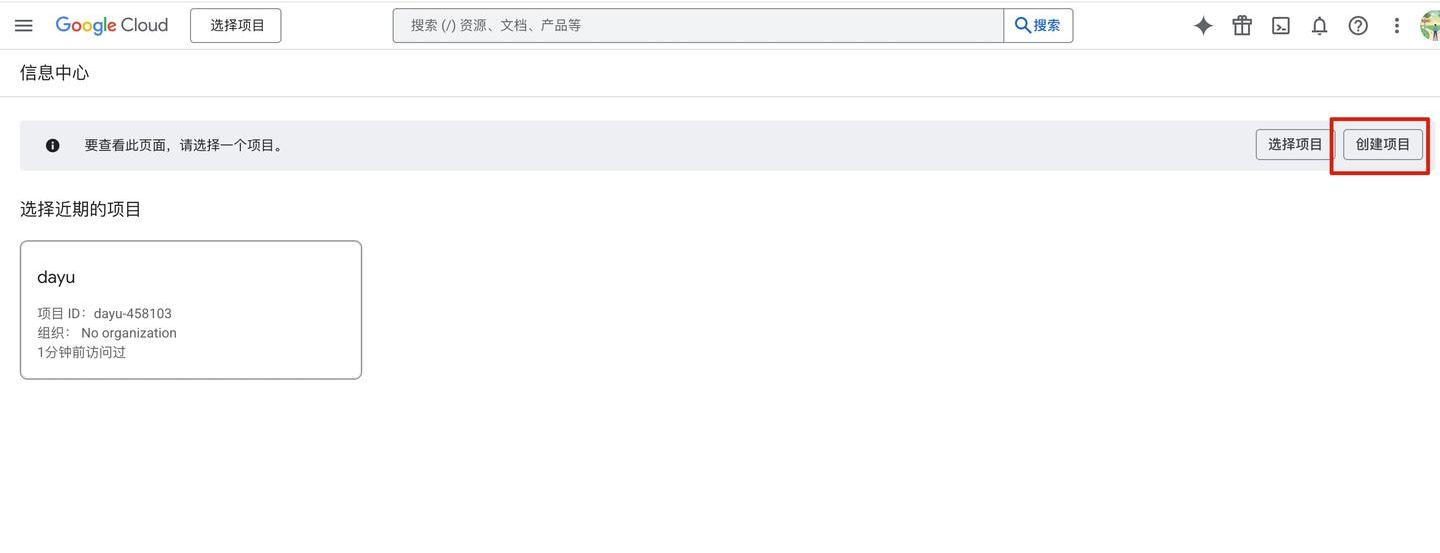 Google Cloud 选择项目 搜索 (/) 资源、文档、产品等 搜索
信息中心
要查看此页面，请选择一个项目。 选择项目 创建项目
选择近期的项目
dayu
项目 ID： dayu-458103
组织： No organization
1分钟前访问过